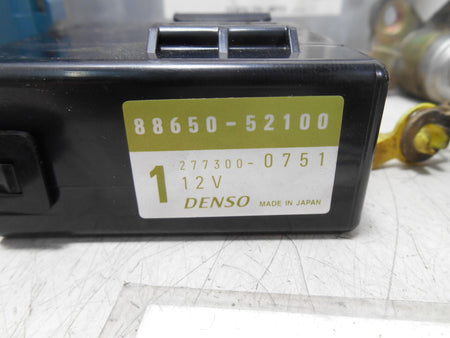 88650-52100
277300-0751
1 12V
DENSO MADE IN JAPAN